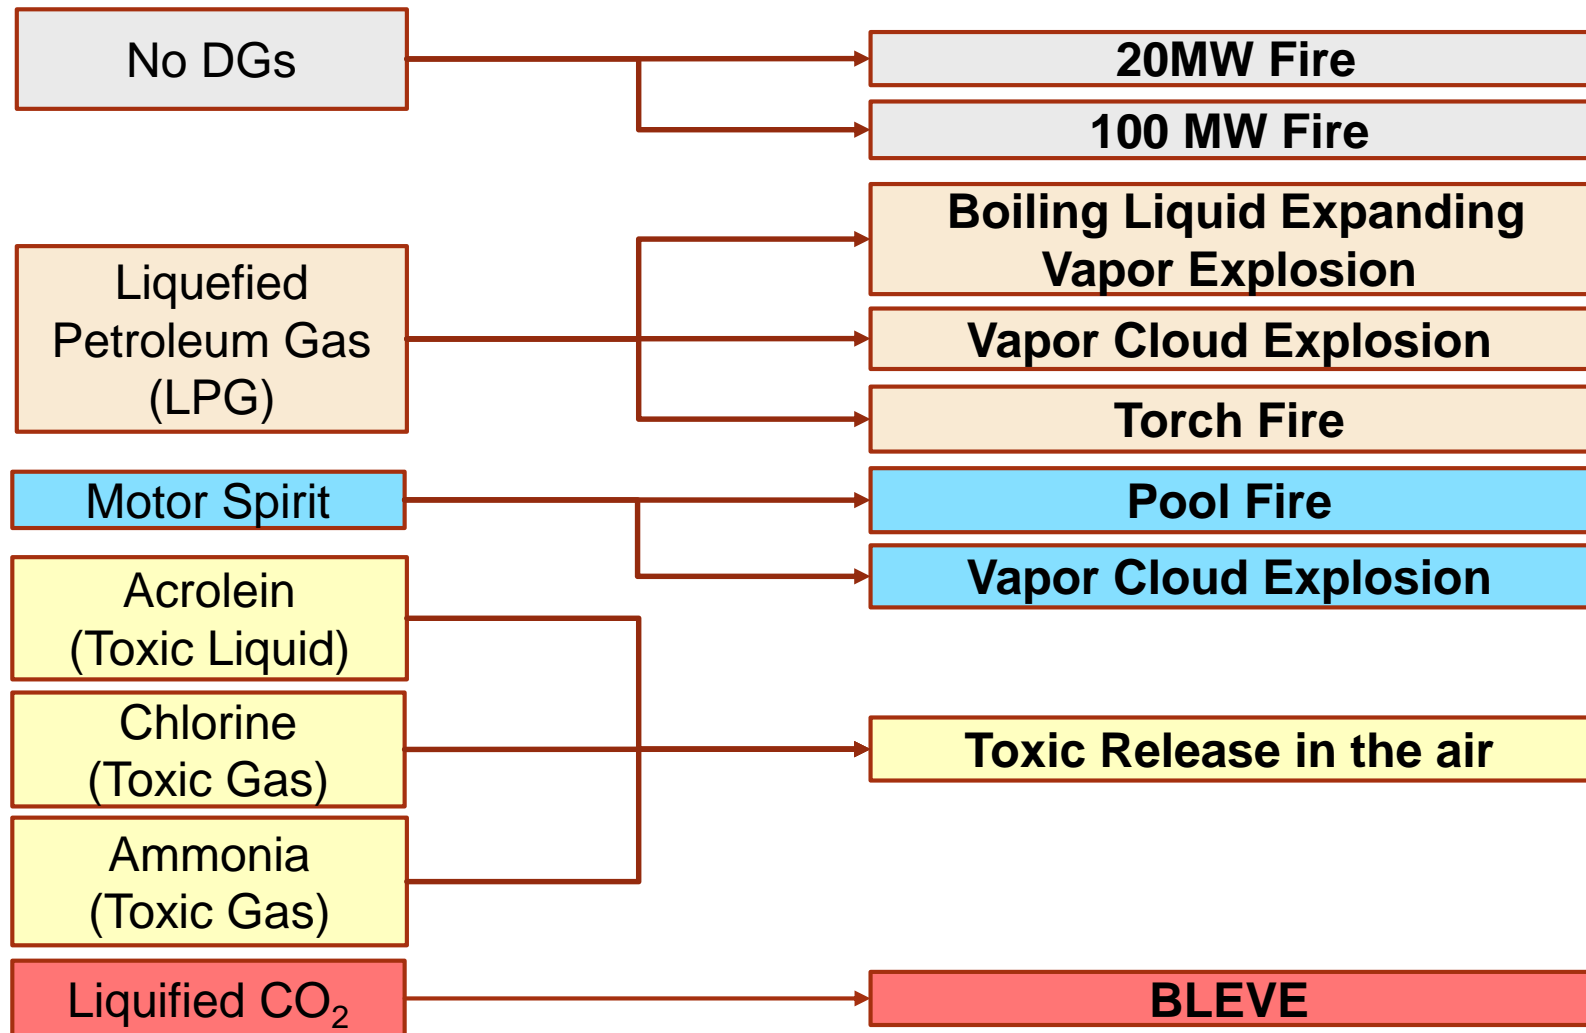 No DGs
20MW Fire
100 MW Fire
Liquefied
Petroleum Gas
(LPG)
Boiling Liquid Expanding
Vapor Explosion
Vapor Cloud Explosion
Torch Fire
Motor Spirit
Pool Fire
Vapor Cloud Explosion
Acrolein
(Toxic Liquid)
Chlorine
(Toxic Gas)
Ammonia
(Toxic Gas)
Toxic Release in the air
Liquified CO₂
BLEVE